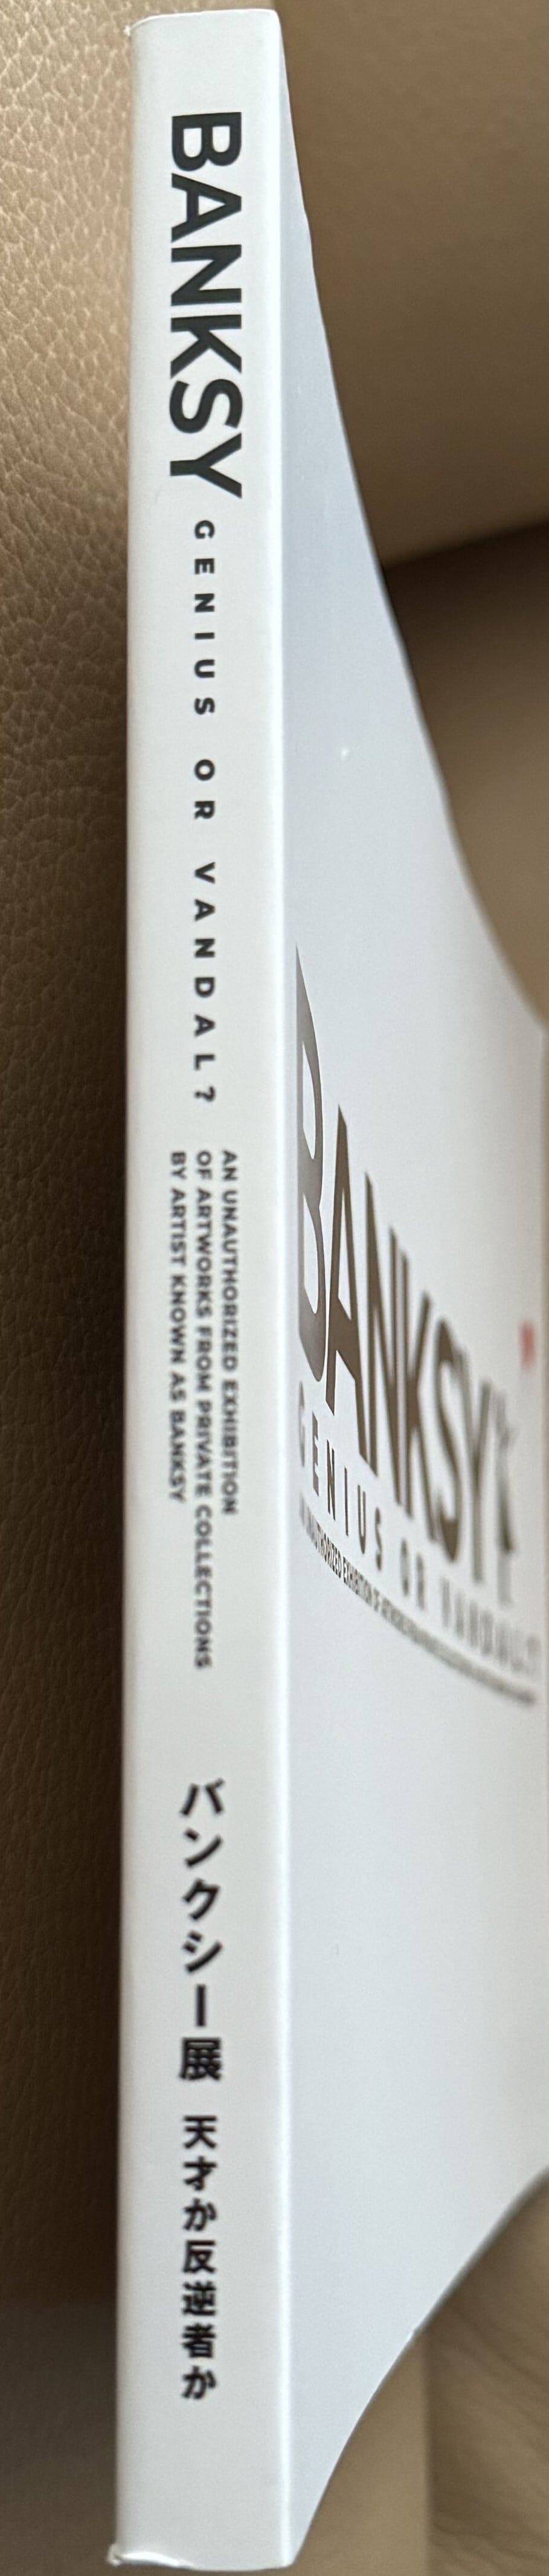 BANKSY
GENIUS OR VANDAL?
AN UNAUTHORIZED EXHIBITION
OF ARTWORKS FROM PRIVATE COLLECTIONS
BY ARTIST KNOWN AS BANKSY
バンクシー展 天才か反逆者か
BANKSY
GENIUS OR VANDAL?